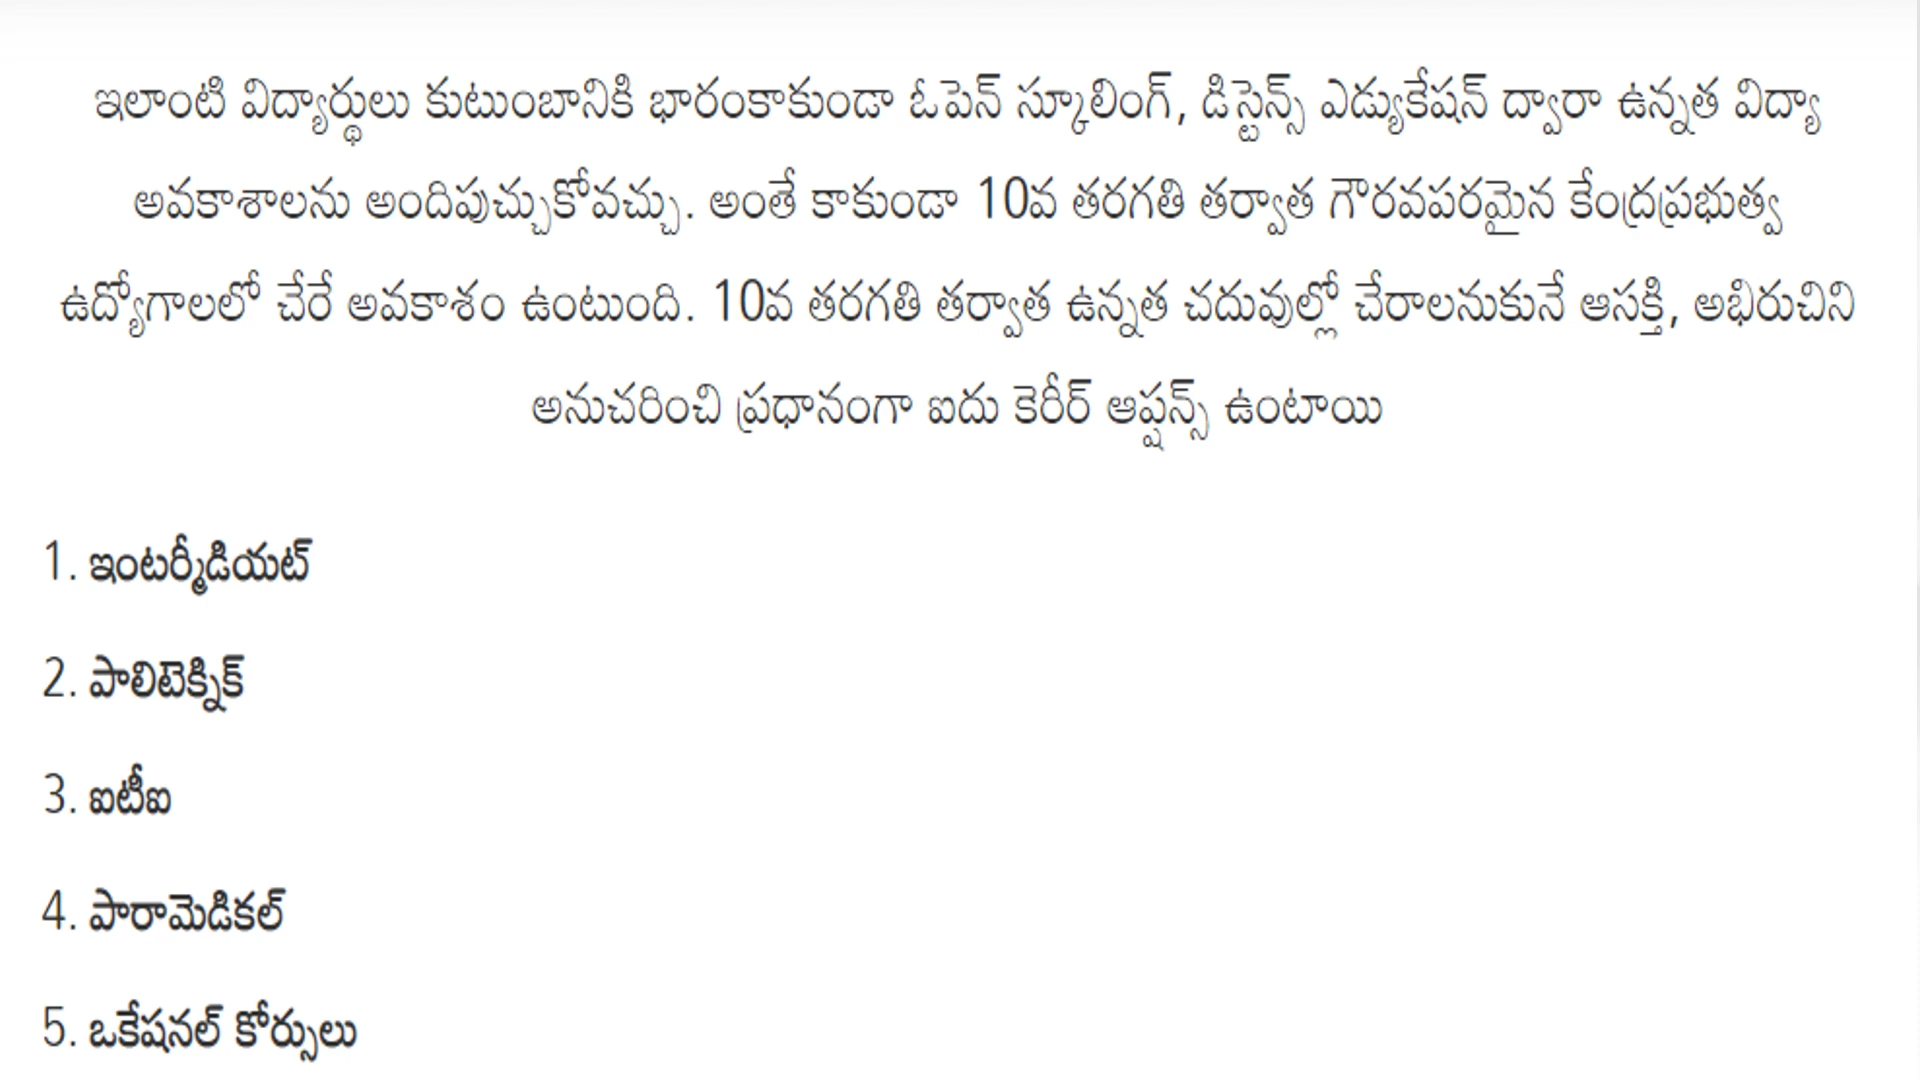 ఇలాంటి విద్యార్థులు కుటుంబానికి భారంకాకుండా ఓపెన్ స్కూలింగ్, డిస్టెన్స్ ఎడ్యుకేషన్ ద్వారా ఉన్నత విద్యా
అవకాశాలను అందిపుచ్చుకోవచ్చు. అంతే కాకుండా 10వ తరగతి తర్వాత గౌరవపరమైన కేంద్రప్రభుత్వ
ఉద్యోగాలలో చేరే అవకాశం ఉంటుంది. 10వ తరగతి తర్వాత ఉన్నత చదువుల్లో చేరాలనుకునే ఆసక్తి, అభిరుచిని
అనుచరించి ప్రధానంగా ఐదు కెరీర్ ఆప్షన్స్ ఉంటాయి
1. ఇంటర్మీడియట్
2. పాలిటెక్నిక్
3. ఐటీఐ
4. పారామెడికల్
5. ఒకేషనల్ కోర్సులు